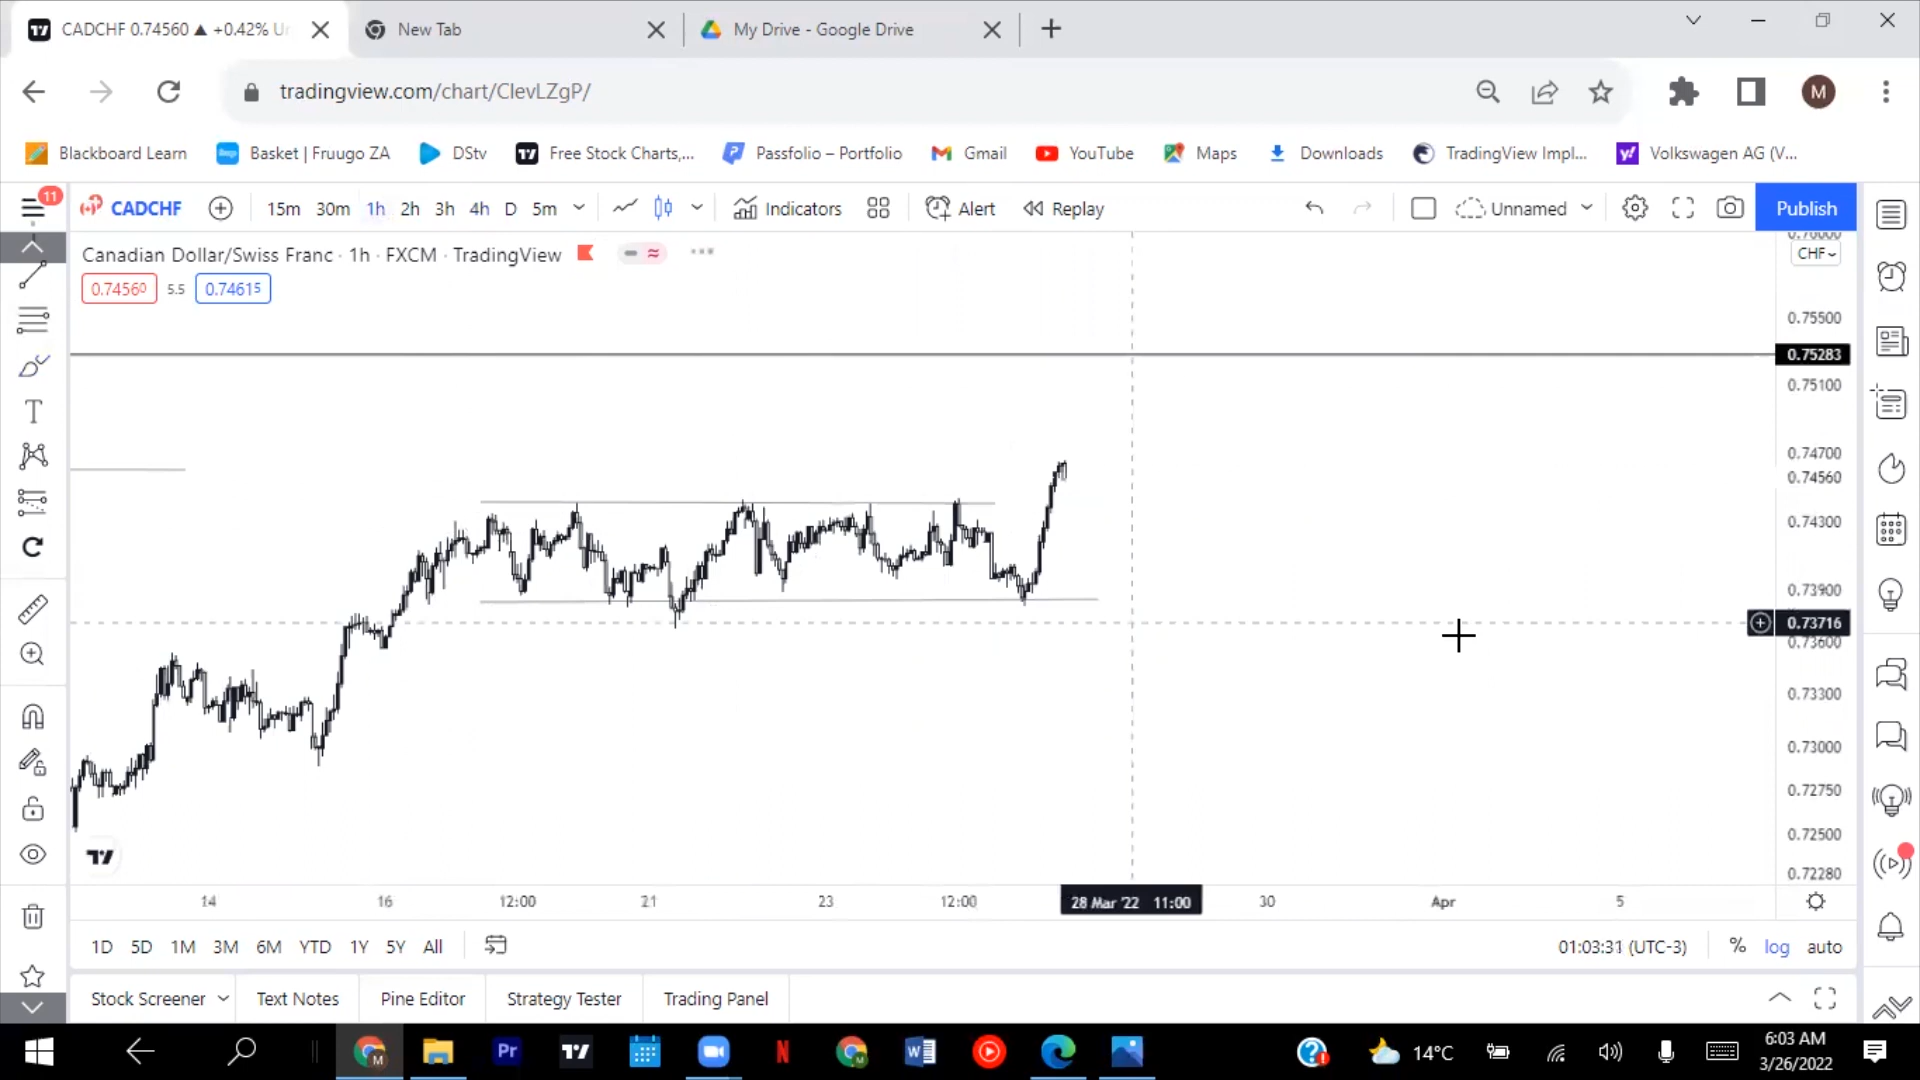 CADCHF 0.74560 ▲ +0.42% U
New Tab
My Drive - Google Drive
tradingview.com/chart/ClevLZgP/
M
Blackboard Learn
Basket | Fruugo ZA
DStv
Free Stock Charts,...
Passfolio – Portfolio
Gmail
YouTube
Maps
Downloads
TradingView Impl...
Volkswagen AG (V...
11
CADCHF
15m 30m 1h 2h 3h 4h D 5m
Indicators
Alert
Replay
Unnamed
Publish
Canadian Dollar/Swiss Franc · 1h · FXCM · TradingView
0.74560 5.5 0.74615
0.76000
CHF
0.75500
0.75283
0.75100
0.74700
0.74560
0.74300
0.73900
0.73716
0.73600
0.73300
0.73000
0.72750
0.72500
0.72280
14 16 12:00 21 23 12:00 28 Mar '22 11:00 30 Apr 5
1D 5D 1M 3M 6M YTD 1Y 5Y All
01:03:31 (UTC-3) % log auto
Stock Screener Text Notes Pine Editor Strategy Tester Trading Panel
M
Pr
N
W
14°C
6:03 AM
3/26/2022